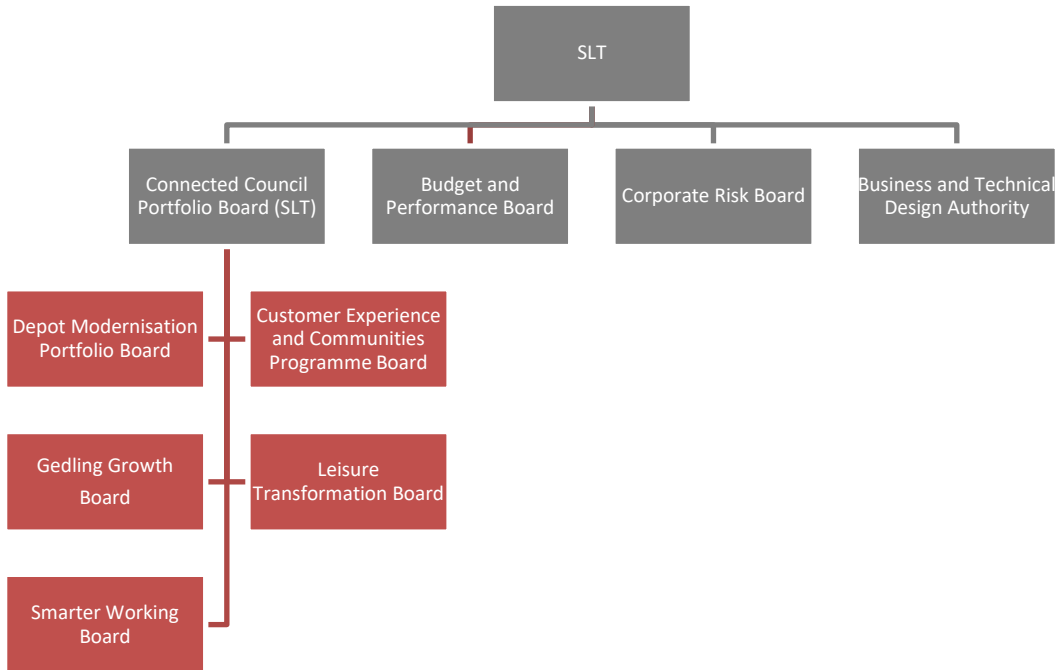 SLT
Connected Council
Portfolio Board (SLT)
Budget and
Performance Board
Corporate Risk Board
Business and Technical
Design Authority
Depot Modernisation
Portfolio Board
Customer Experience
and Communities
Programme Board
Gedling Growth
Board
Leisure
Transformation Board
Smarter Working
Board